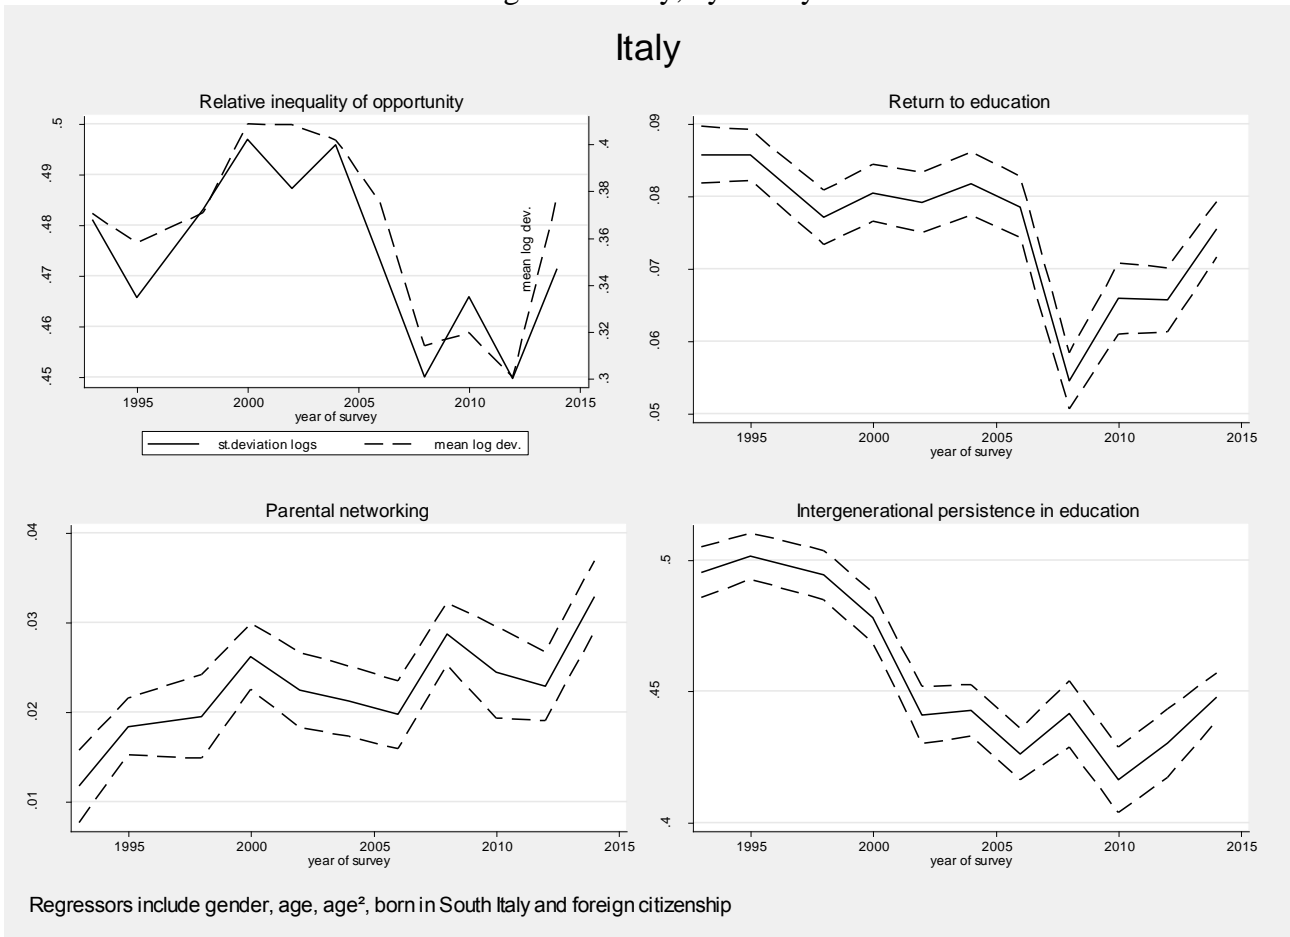 Italy
Relative inequality of opportunity
.5
.49
.48
.47
.46
.45
.4
.38
.36
.34
.32
.3
mean log dev.
1995 2000 2005 2010 2015
year of survey
st.deviation logs mean log dev.
Return to education
.09
.08
.07
.06
.05
1995 2000 2005 2010 2015
year of survey
Parental networking
.04
.03
.02
.01
1995 2000 2005 2010 2015
year of survey
Intergenerational persistence in education
.5
.45
.4
1995 2000 2005 2010 2015
year of survey
Regressors include gender, age, age², born in South Italy and foreign citizenship